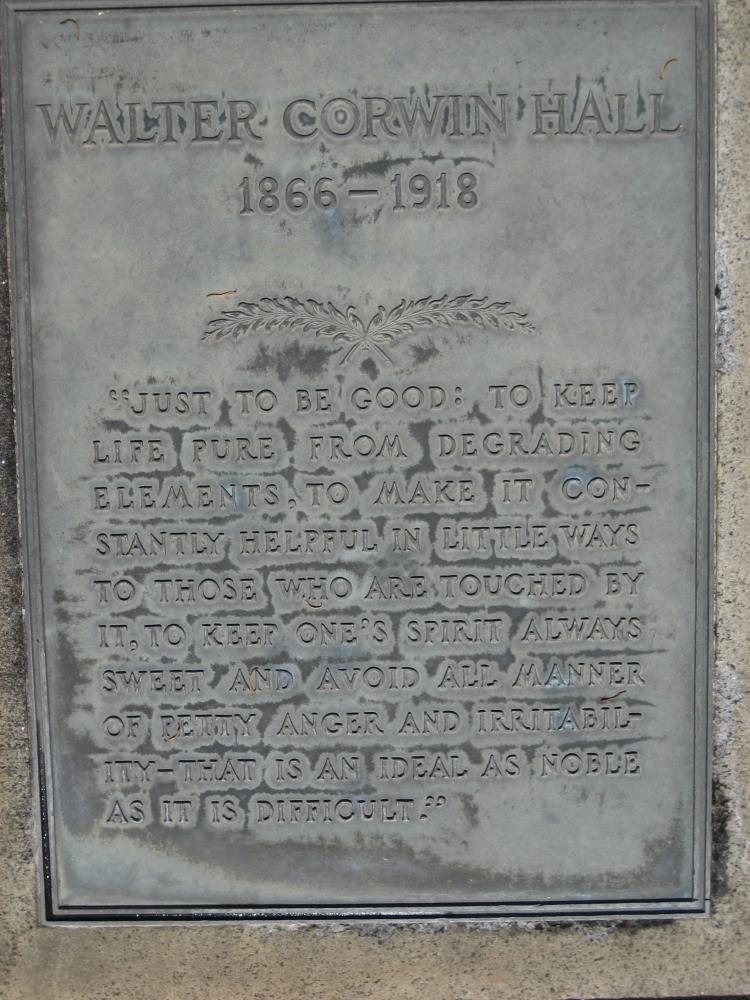 WALTER CORWIN HALL
1866 – 1918
“JUST TO BE GOOD: TO KEEP
LIFE PURE FROM DEGRADING
ELEMENTS, TO MAKE IT CON-
STANTLY HELPFUL IN LITTLE WAYS
TO THOSE WHO ARE TOUCHED BY
IT, TO KEEP ONE'S SPIRIT ALWAYS
SWEET AND AVOID ALL MANNER
OF PETTY ANGER AND IRRITABIL-
ITY – THAT IS AN IDEAL AS NOBLE
AS IT IS DIFFICULT.”